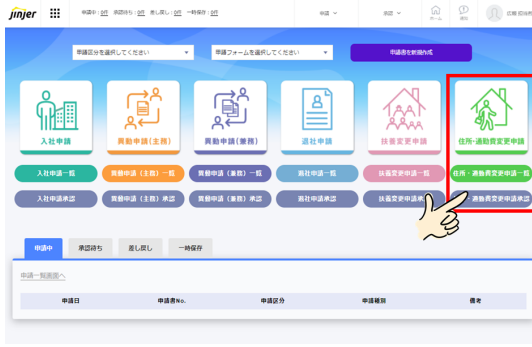 jinjer
申請中：0件 承認待ち：0件 差し戻し：0件 一時保存：0件
申請 承認 ホーム 通知
申請区分を選択してください 申請フォームを選択してください 申請書を新規作成
入社申請 異動申請(主務) 異動申請(兼務) 退社申請 扶養変更申請 住所・通勤費変更申請
入社申請一覧 異動申請（主務）一覧 異動申請（兼務）一覧 退社申請一覧 扶養変更申請一覧 住所・通勤費変更申請一覧
入社申請承認 異動申請（主務）承認 異動申請（兼務）承認 退社申請承認 扶養変更申請承 ・通勤費変更申請承認
申請中 承認待ち 差し戻し 一時保存
申請一覧画面へ
申請日 申請書No. 申請区分 申請種別 備考